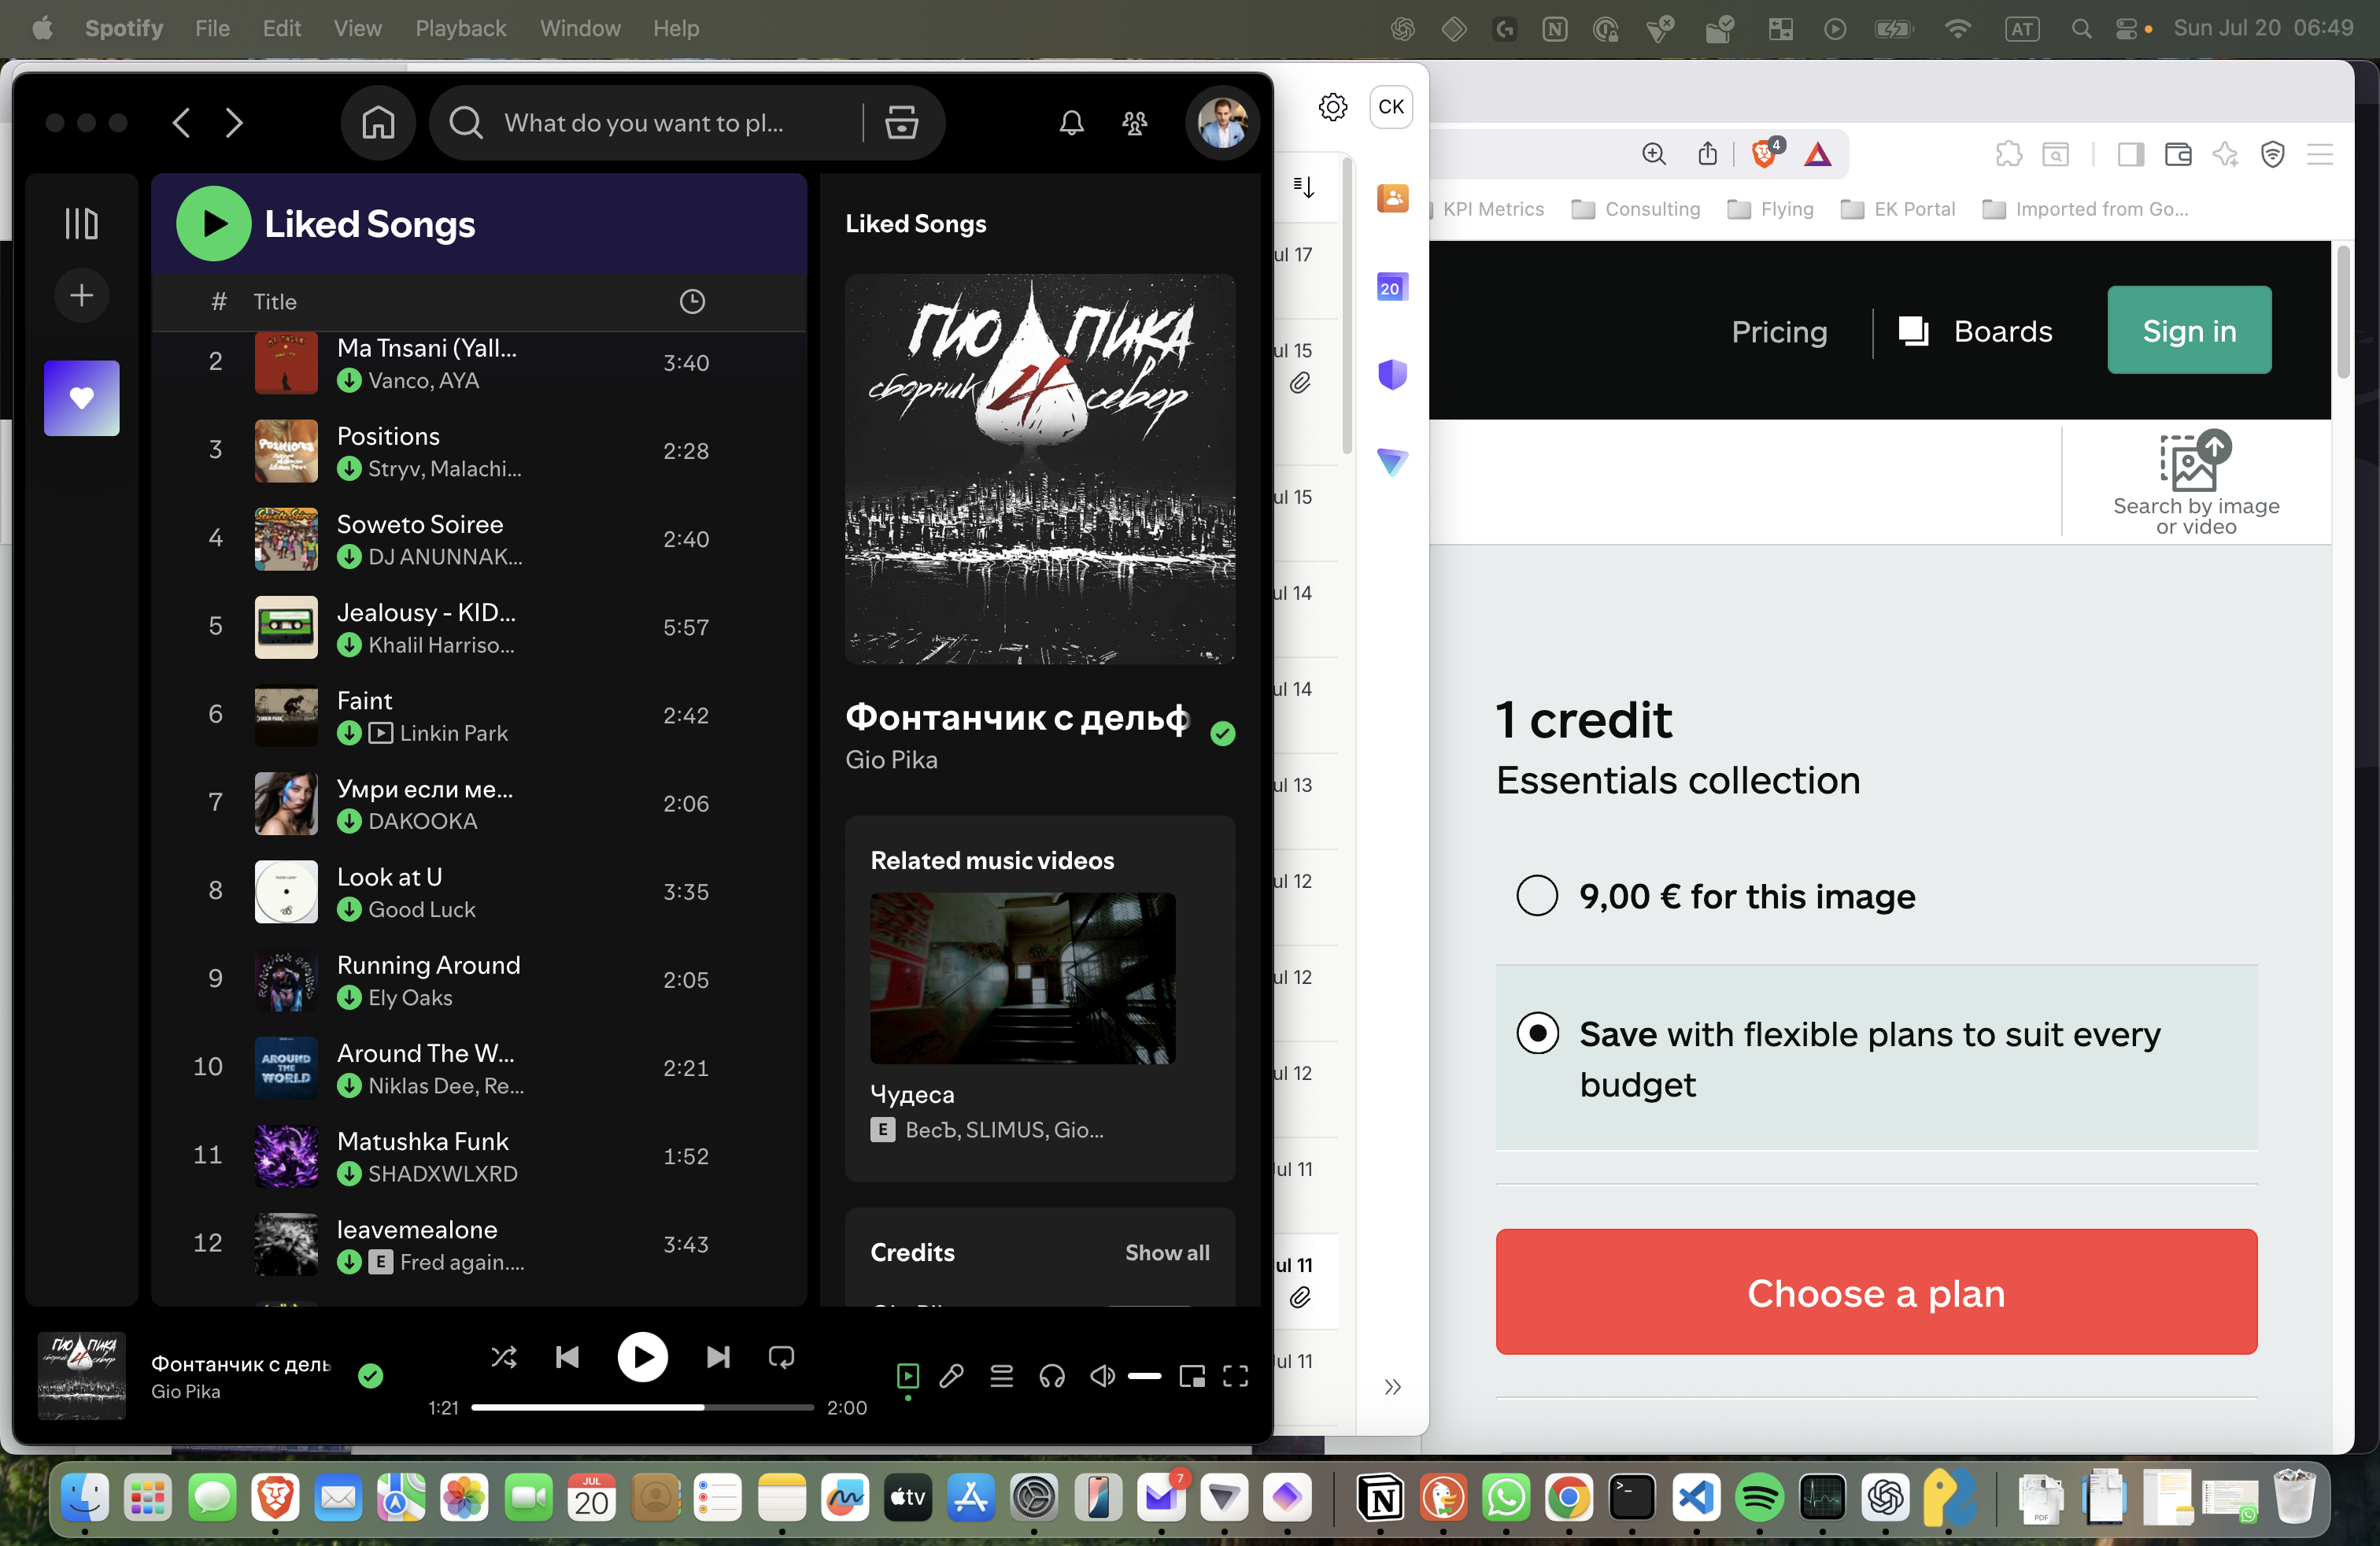 Spotify File Edit View Playback Window Help
AT
Sun Jul 20 06:49
What do you want to pl...
Liked Songs
# Title
2 Ma Tnsani (Yall... 3:40
Vanco, AYA
3 Positions 2:28
Stryv, Malachi...
4 Soweto Soiree 2:40
DJ ANUNNAK...
5 Jealousy - KID... 5:57
Khalil Harriso...
6 Faint 2:42
Linkin Park
7 Умри если ме... 2:06
DAKOOKA
8 Look at U 3:35
Good Luck
9 Running Around 2:05
Ely Oaks
10 Around The W... 2:21
Niklas Dee, Re...
AROUND
THE
WORLD
11 Matushka Funk 1:52
SHADXWLXRD
12 leavemealone 3:43
E Fred again....
Liked Songs
ГИО ПИКА
сборник 4 север
Фонтанчик с дельф
Gio Pika
Related music videos
Чудеса
E ВесЪ, SLIMUS, Gio...
Credits Show all
Фонтанчик с дель
Gio Pika
1:21 2:00
CK
ul 17
ul 15
ul 15
ul 14
ul 14
ul 13
ul 12
ul 12
ul 12
ul 11
ul 11
ul 11
20
4
KPI Metrics Consulting Flying EK Portal Imported from Go...
Pricing Boards Sign in
Search by image
or video
1 credit
Essentials collection
9,00 € for this image
Save with flexible plans to suit every
budget
Choose a plan
JUL
20
tv
7
PDF